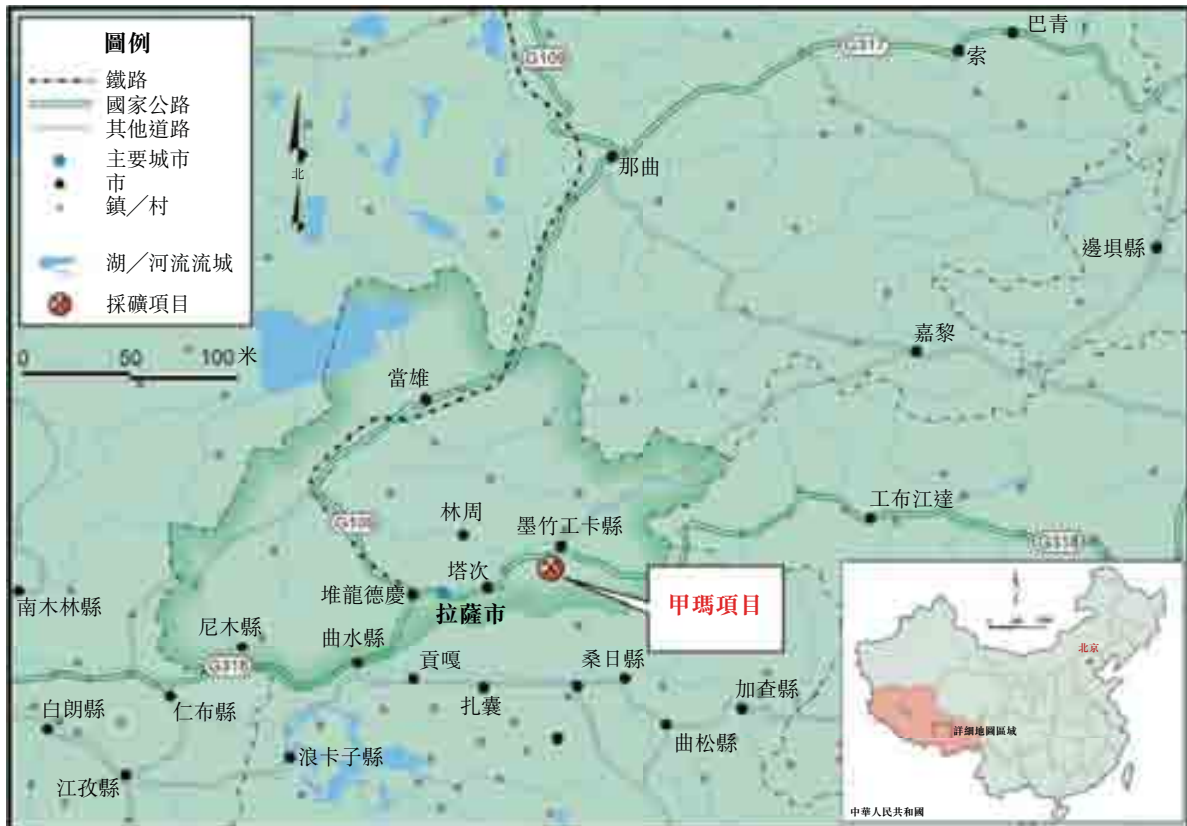 圖例
鐵路
國家公路
其他道路
主要城市
市
鎮／村
湖／河流流城
採礦項目
北
0 50 100 米
G109
G317
巴青
索
那曲
邊垻縣
嘉黎
當雄
工布江達
林周
墨竹工卡縣
G318
塔次
堆龍德慶
拉薩市
甲瑪項目
南木林縣
尼木縣
曲水縣
G318
貢嘎
桑日縣
扎囊
加查縣
白朗縣
仁布縣
曲松縣
浪卡子縣
江孜縣
北京
詳細地圖區域
中華人民共和國